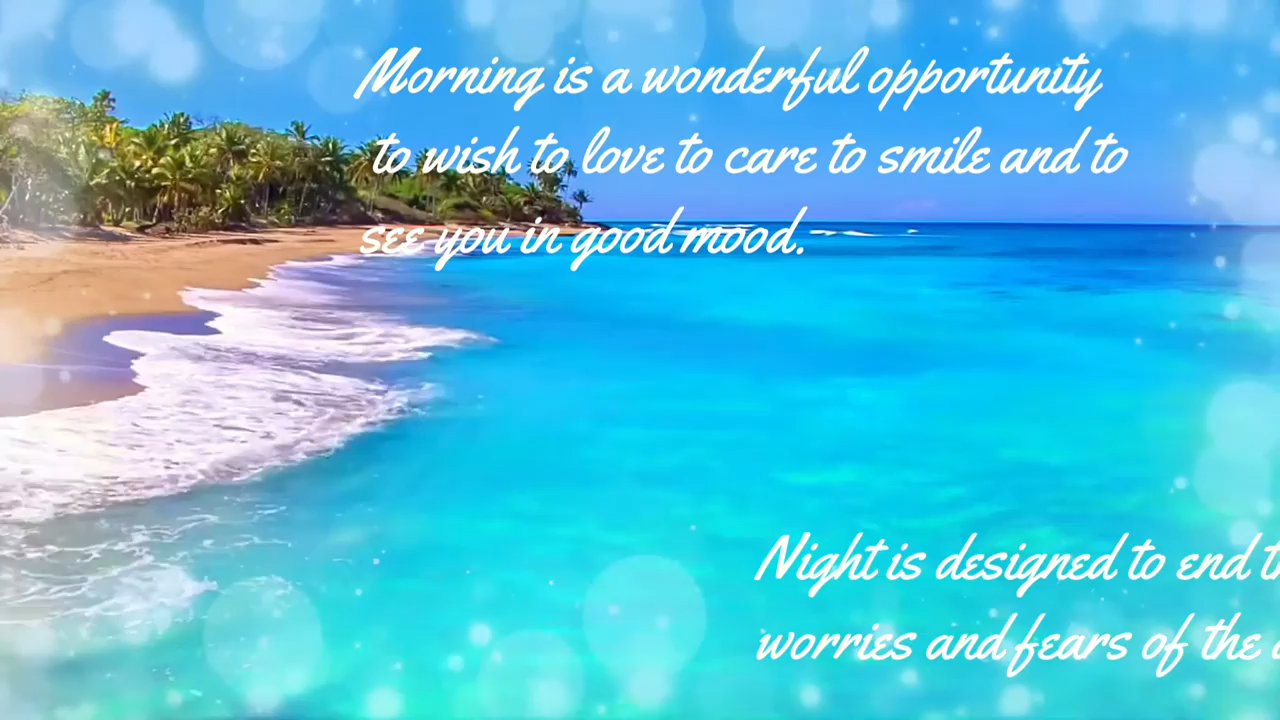 Morning is a wonderful opportunity
to wish to love to care to smile and to
see you in good mood.
Night is designed to end
worries and fears of the